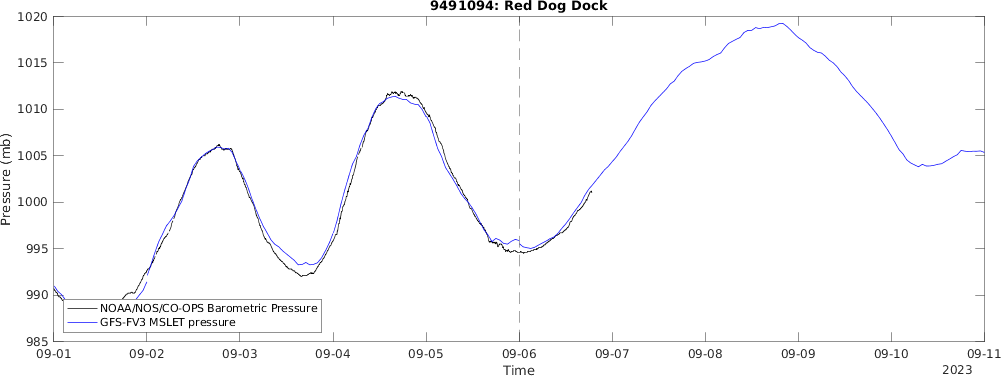 9491094: Red Dog Dock
Pressure (mb)
1020
1015
1010
1005
1000
995
990
985
NOAA/NOS/CO-OPS Barometric Pressure
GFS-FV3 MSLET pressure
09-01 09-02 09-03 09-04 09-05 09-06 09-07 09-08 09-09 09-10 09-11
Time
2023